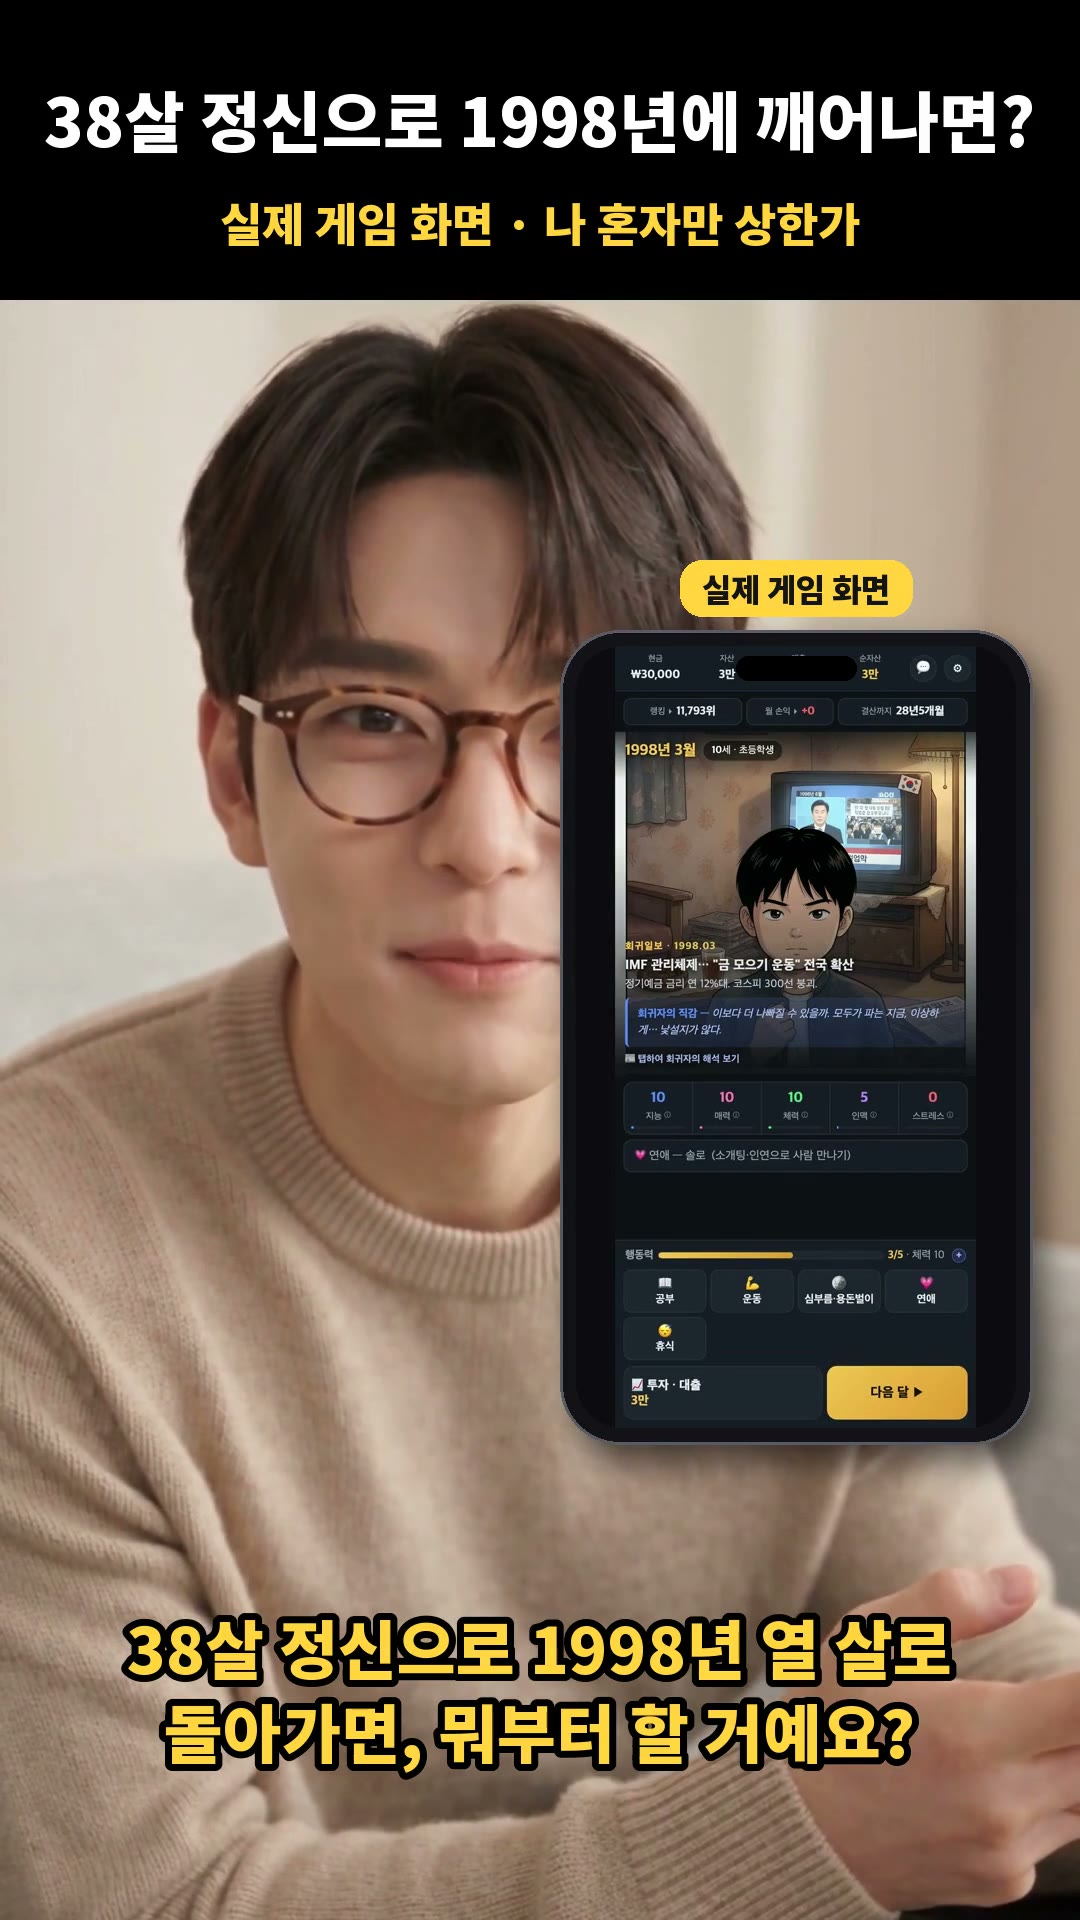 38살 정신으로 1998년에 깨어나면?
실제 게임 화면 · 나 혼자만 상한가
실제 게임 화면
현금 자산 순자산
₩30,000 3만 3만
랭킹 ▸ 11,793위 월 손익 ▸ +0 결산까지 28년5개월
1998년 3월 10세 · 초등학생
회귀일보 · 1998.03
IMF 관리체제… "금 모으기 운동" 전국 확산
정기예금 금리 연 12%대. 코스피 300선 붕괴.
회귀자의 직감 — 이보다 더 나빠질 수 있을까. 모두가 파는 지금, 이상하
게… 낯설지가 않다.
탭하여 회귀자의 해석 보기
10 10 10 5 0
지능 매력 체력 인맥 스트레스
연애 — 솔로 (소개팅·인연으로 사람 만나기)
행동력 3/5 · 체력 10 +
공부 운동 심부름·용돈벌이 연애
휴식
투자 · 대출
3만
다음 달 ▶
38살 정신으로 1998년 열 살로
돌아가면, 뭐부터 할 거예요?